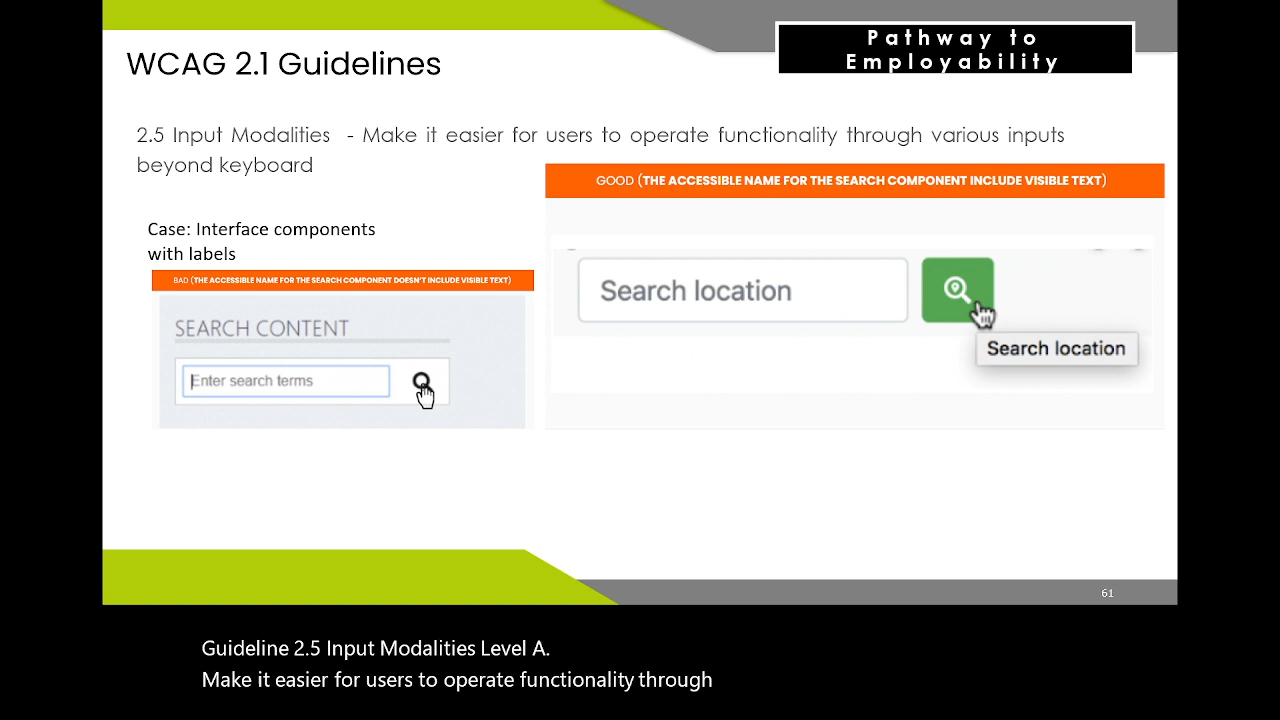 Pathway to
Employability
WCAG 2.1 Guidelines
2.5 Input Modalities - Make it easier for users to operate functionality through various inputs
beyond keyboard
GOOD (THE ACCESSIBLE NAME FOR THE SEARCH COMPONENT INCLUDE VISIBLE TEXT)
Case: Interface components
with labels
BAD (THE ACCESSIBLE NAME FOR THE SEARCH COMPONENT DOESN'T INCLUDE VISIBLE TEXT)
SEARCH CONTENT
Enter search terms
Search location
Search location
61
Guideline 2.5 Input Modalities Level A.
Make it easier for users to operate functionality through